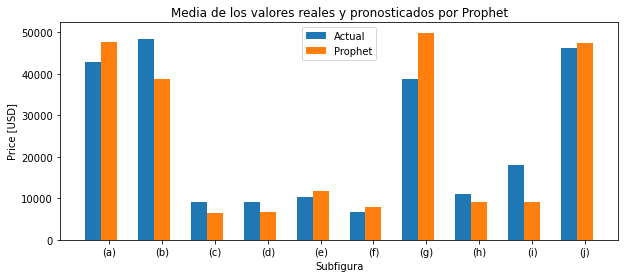 Media de los valores reales y pronosticados por Prophet
Actual
Prophet
Price [USD]
50000
40000
30000
20000
10000
0
(a) (b) (c) (d) (e) (f) (g) (h) (i) (j)
Subfigura